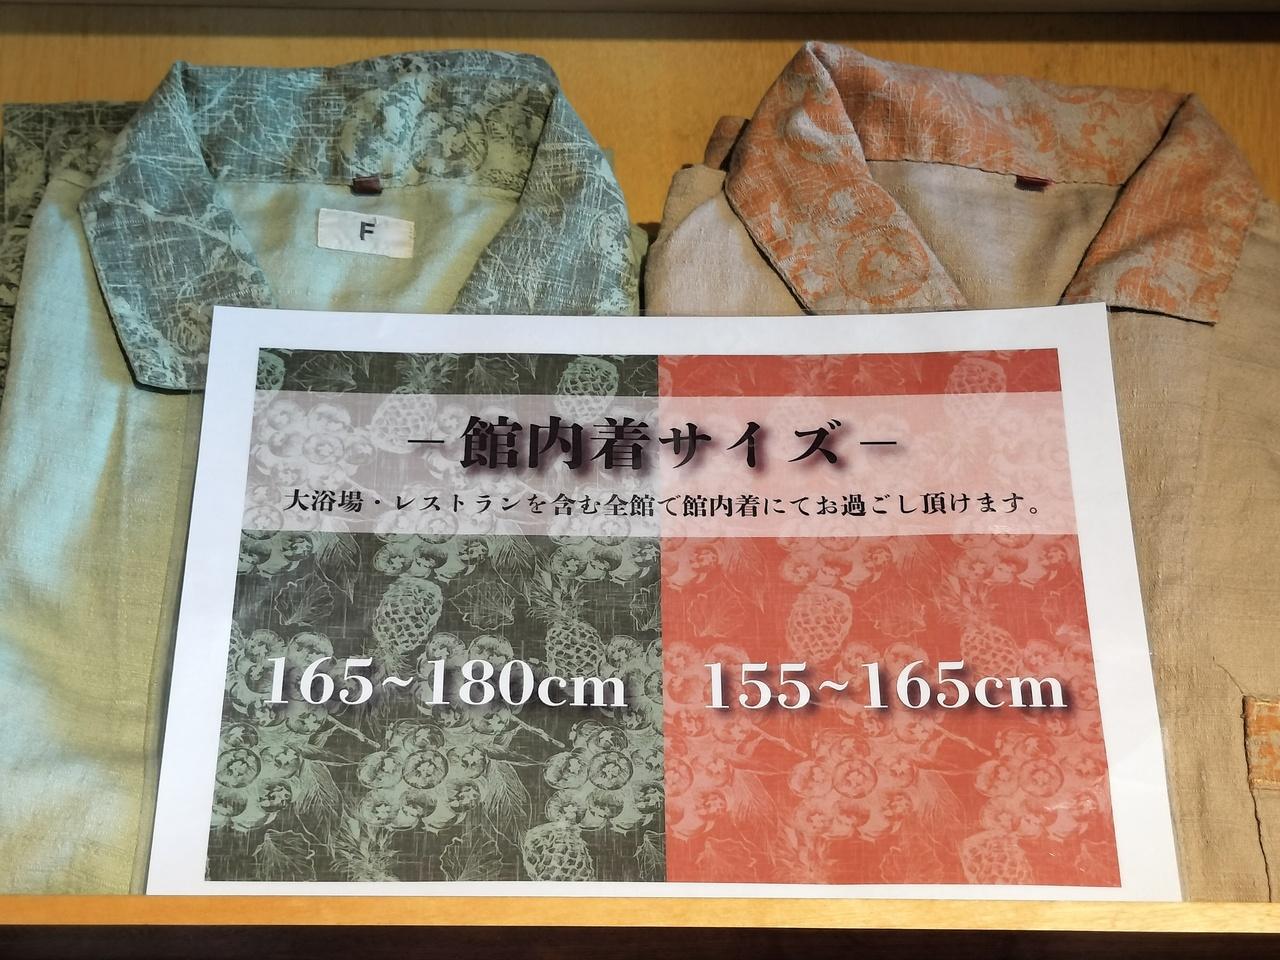 F
－館内着サイズ－
大浴場・レストランを含む全館で館内着にてお過ごし頂けます。
165~180cm
155~165cm